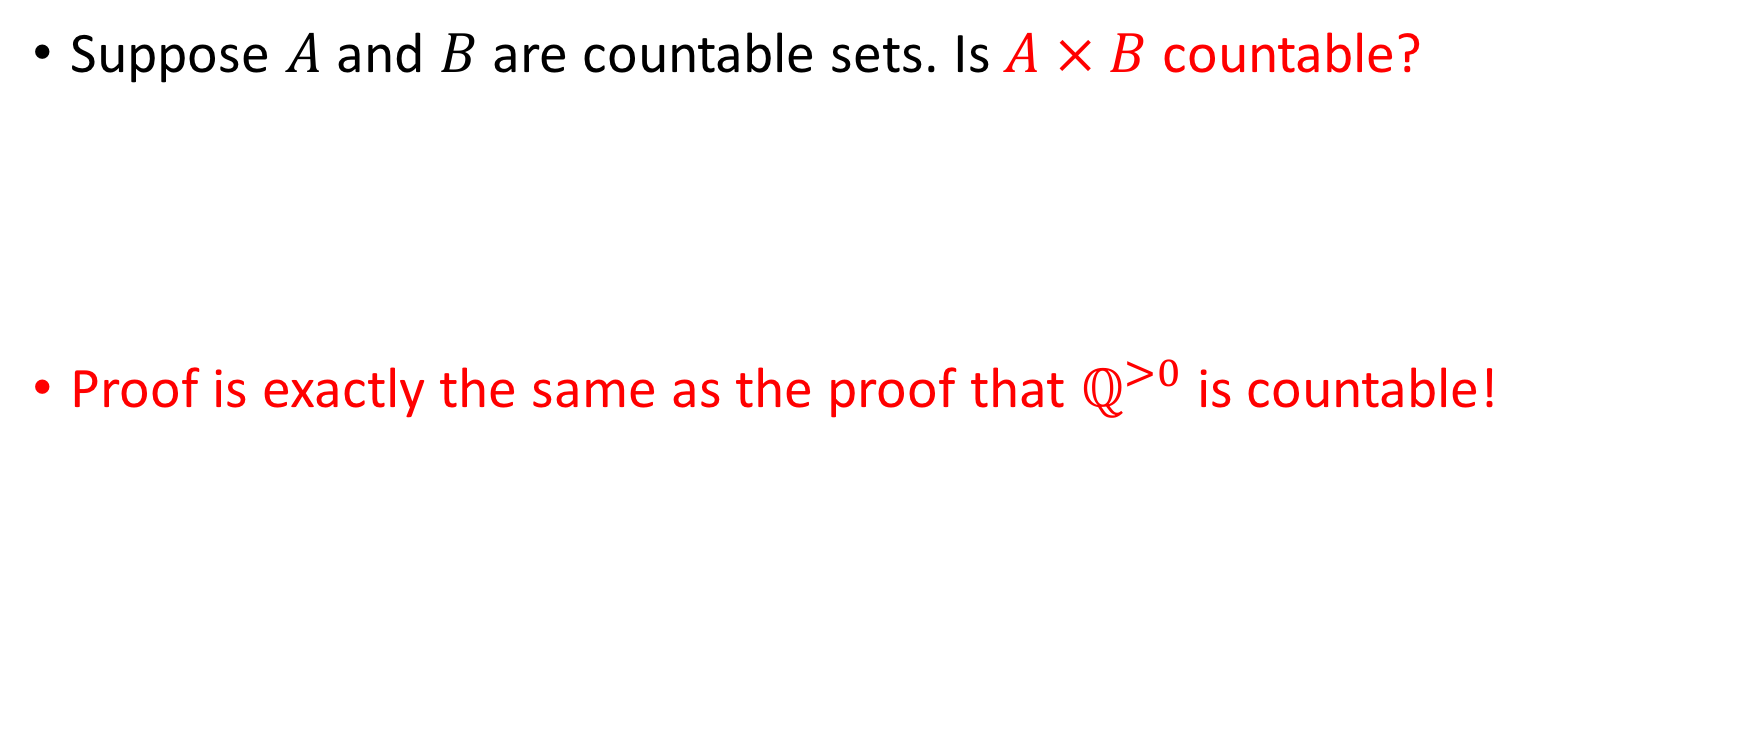 • Suppose A and B are countable sets. Is A × B countable?
• Proof is exactly the same as the proof that ℚ^{>0} is countable!